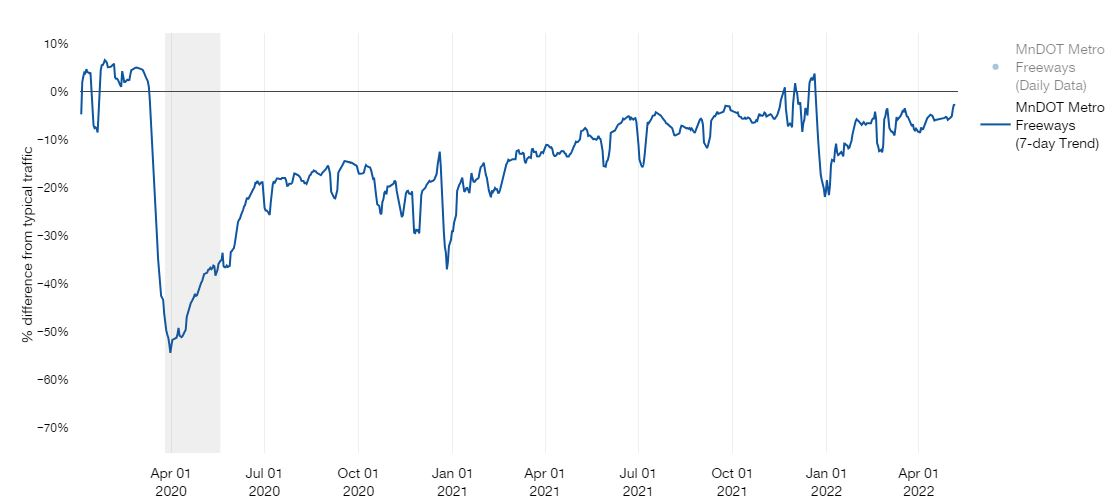 10%
0%
−10%
−20%
−30%
−40%
−50%
−60%
−70%
% difference from typical traffic
Apr 01
2020
Jul 01
2020
Oct 01
2020
Jan 01
2021
Apr 01
2021
Jul 01
2021
Oct 01
2021
Jan 01
2022
Apr 01
2022
MnDOT Metro
Freeways
(Daily Data)
MnDOT Metro
Freeways
(7-day Trend)